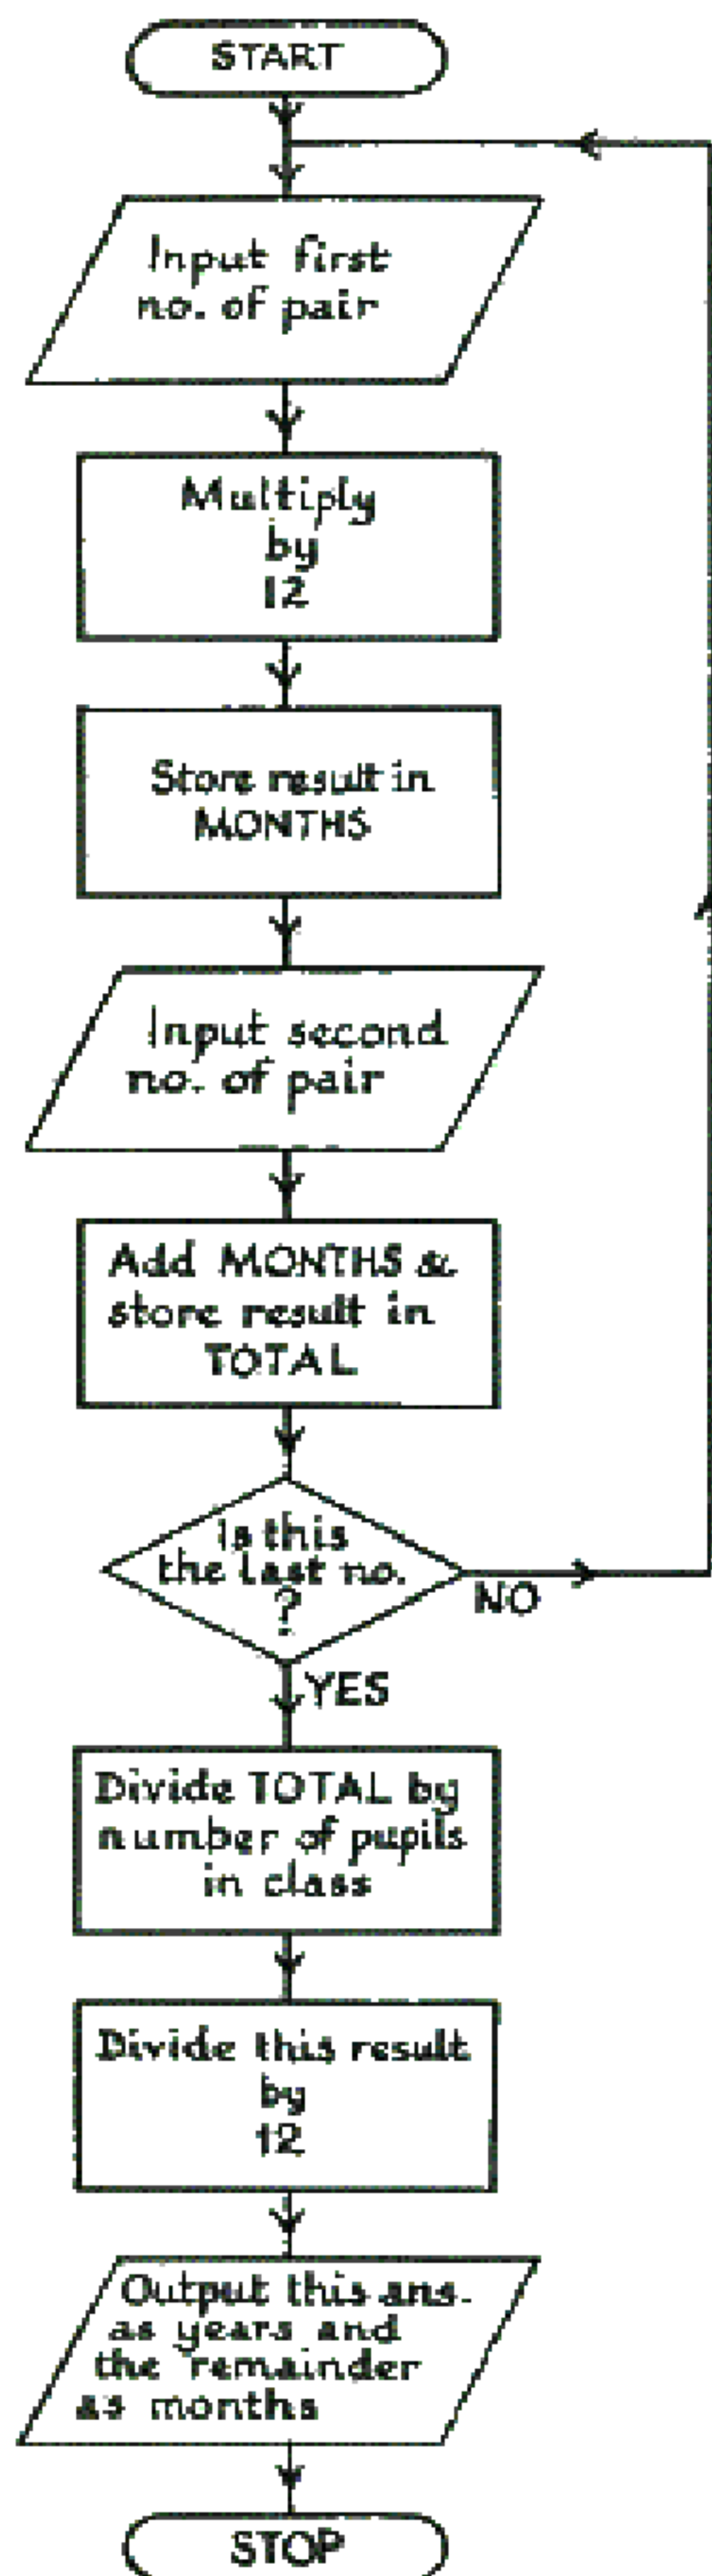 START
Input first
no. of pair
Multiply
by
12
Store result in
MONTHS
Input second
no. of pair
Add MONTHS &
store result in
TOTAL
Is this
the last no.
?
NO
YES
Divide TOTAL by
number of pupils
in class
Divide this result
by
12
Output this ans.
as years and
the remainder
as months
STOP